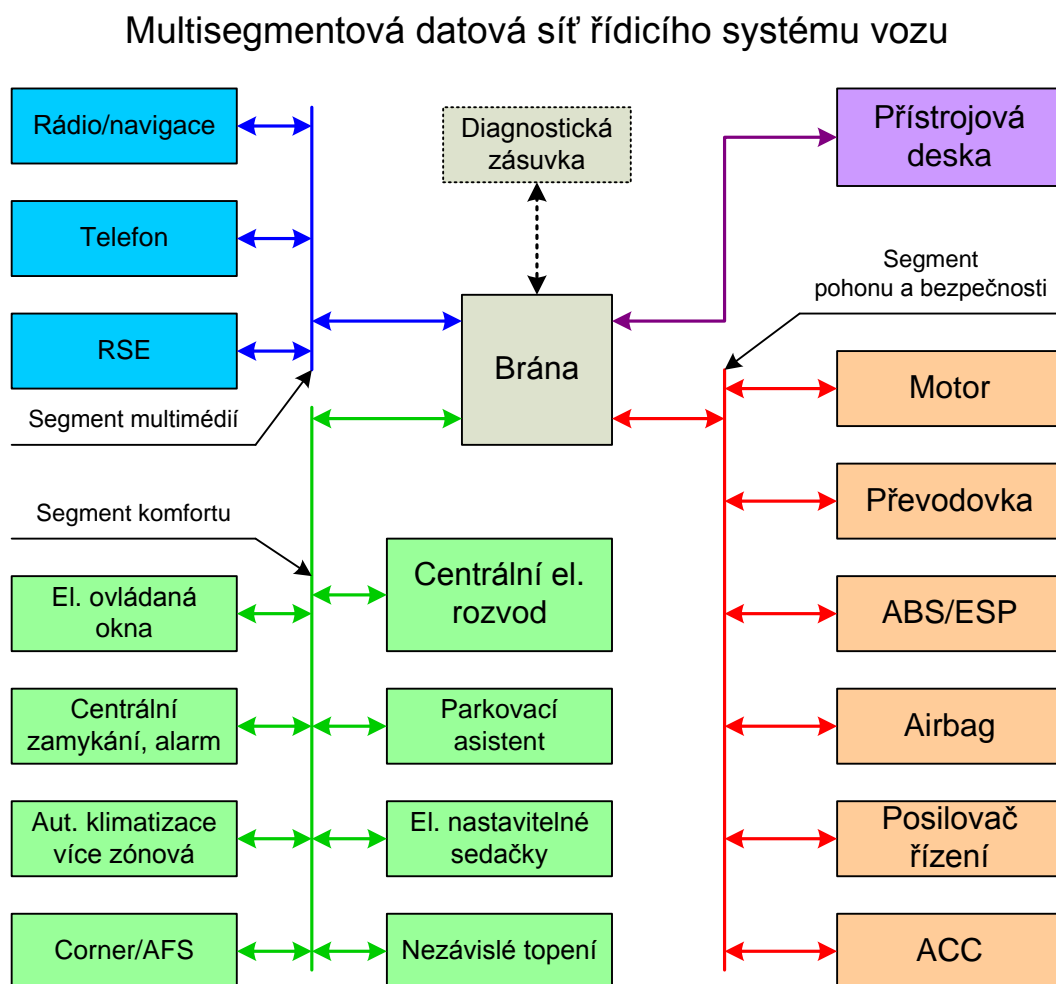 Multisegmentová datová síť řídicího systému vozu
Rádio/navigace
Telefon
RSE
Segment multimédií
Diagnostická
zásuvka
Brána
Přístrojová
deska
Segment
pohonu a bezpečnosti
Motor
Převodovka
ABS/ESP
Airbag
Posilovač
řízení
ACC
Segment komfortu
El. ovládaná
okna
Centrální
zamykání, alarm
Aut. klimatizace
více zónová
Corner/AFS
Centrální el.
rozvod
Parkovací
asistent
El. nastavitelné
sedačky
Nezávislé topení